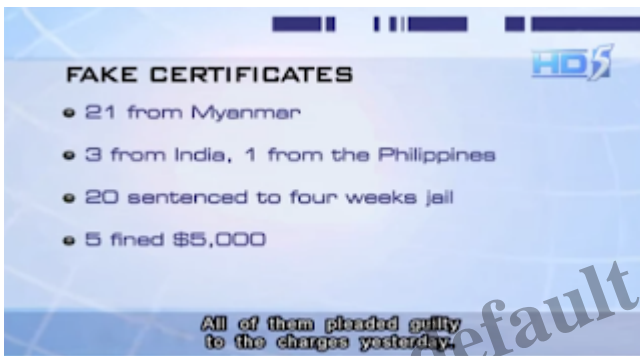 HD5
FAKE CERTIFICATES
21 from Myanmar
3 from India, 1 from the Philippines
20 sentenced to four weeks jail
5 fined $5,000
All of them pleaded guilty
to the charges yesterday.
default